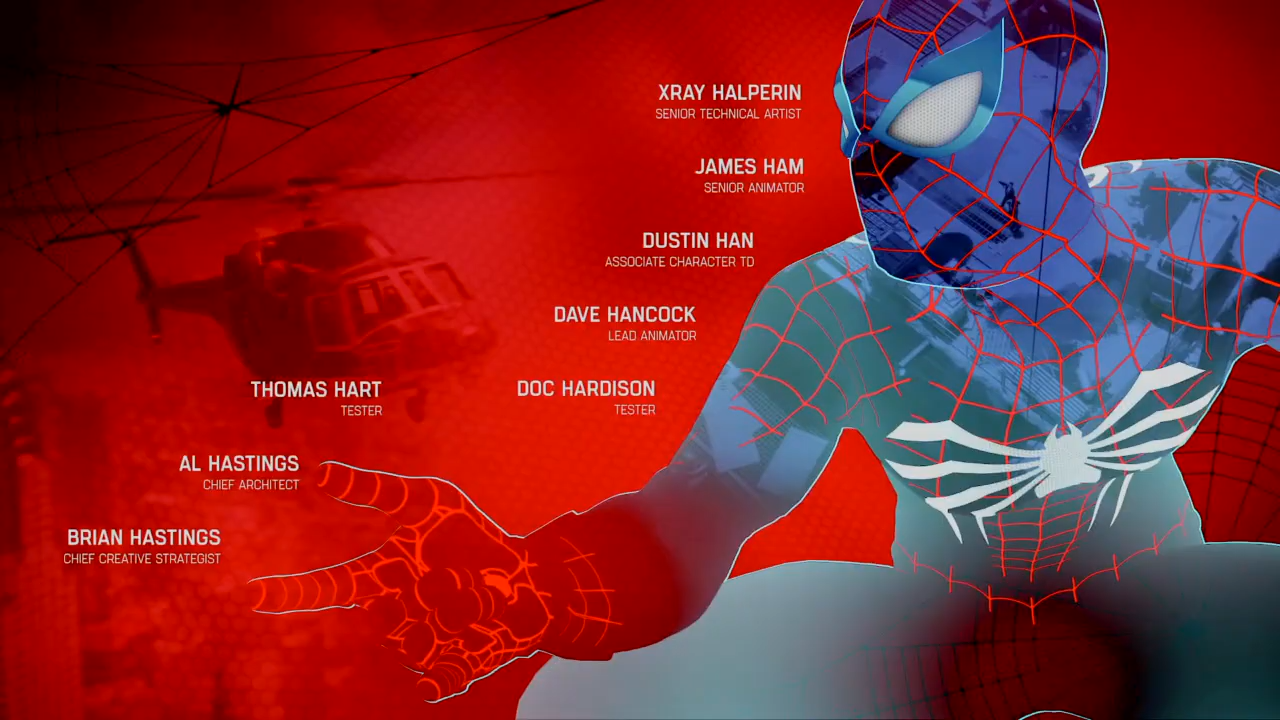 XRAY HALPERIN
SENIOR TECHNICAL ARTIST
JAMES HAM
SENIOR ANIMATOR
DUSTIN HAN
ASSOCIATE CHARACTER TD
DAVE HANCOCK
LEAD ANIMATOR
THOMAS HART
TESTER
DOC HARDISON
TESTER
AL HASTINGS
CHIEF ARCHITECT
BRIAN HASTINGS
CHIEF CREATIVE STRATEGIST